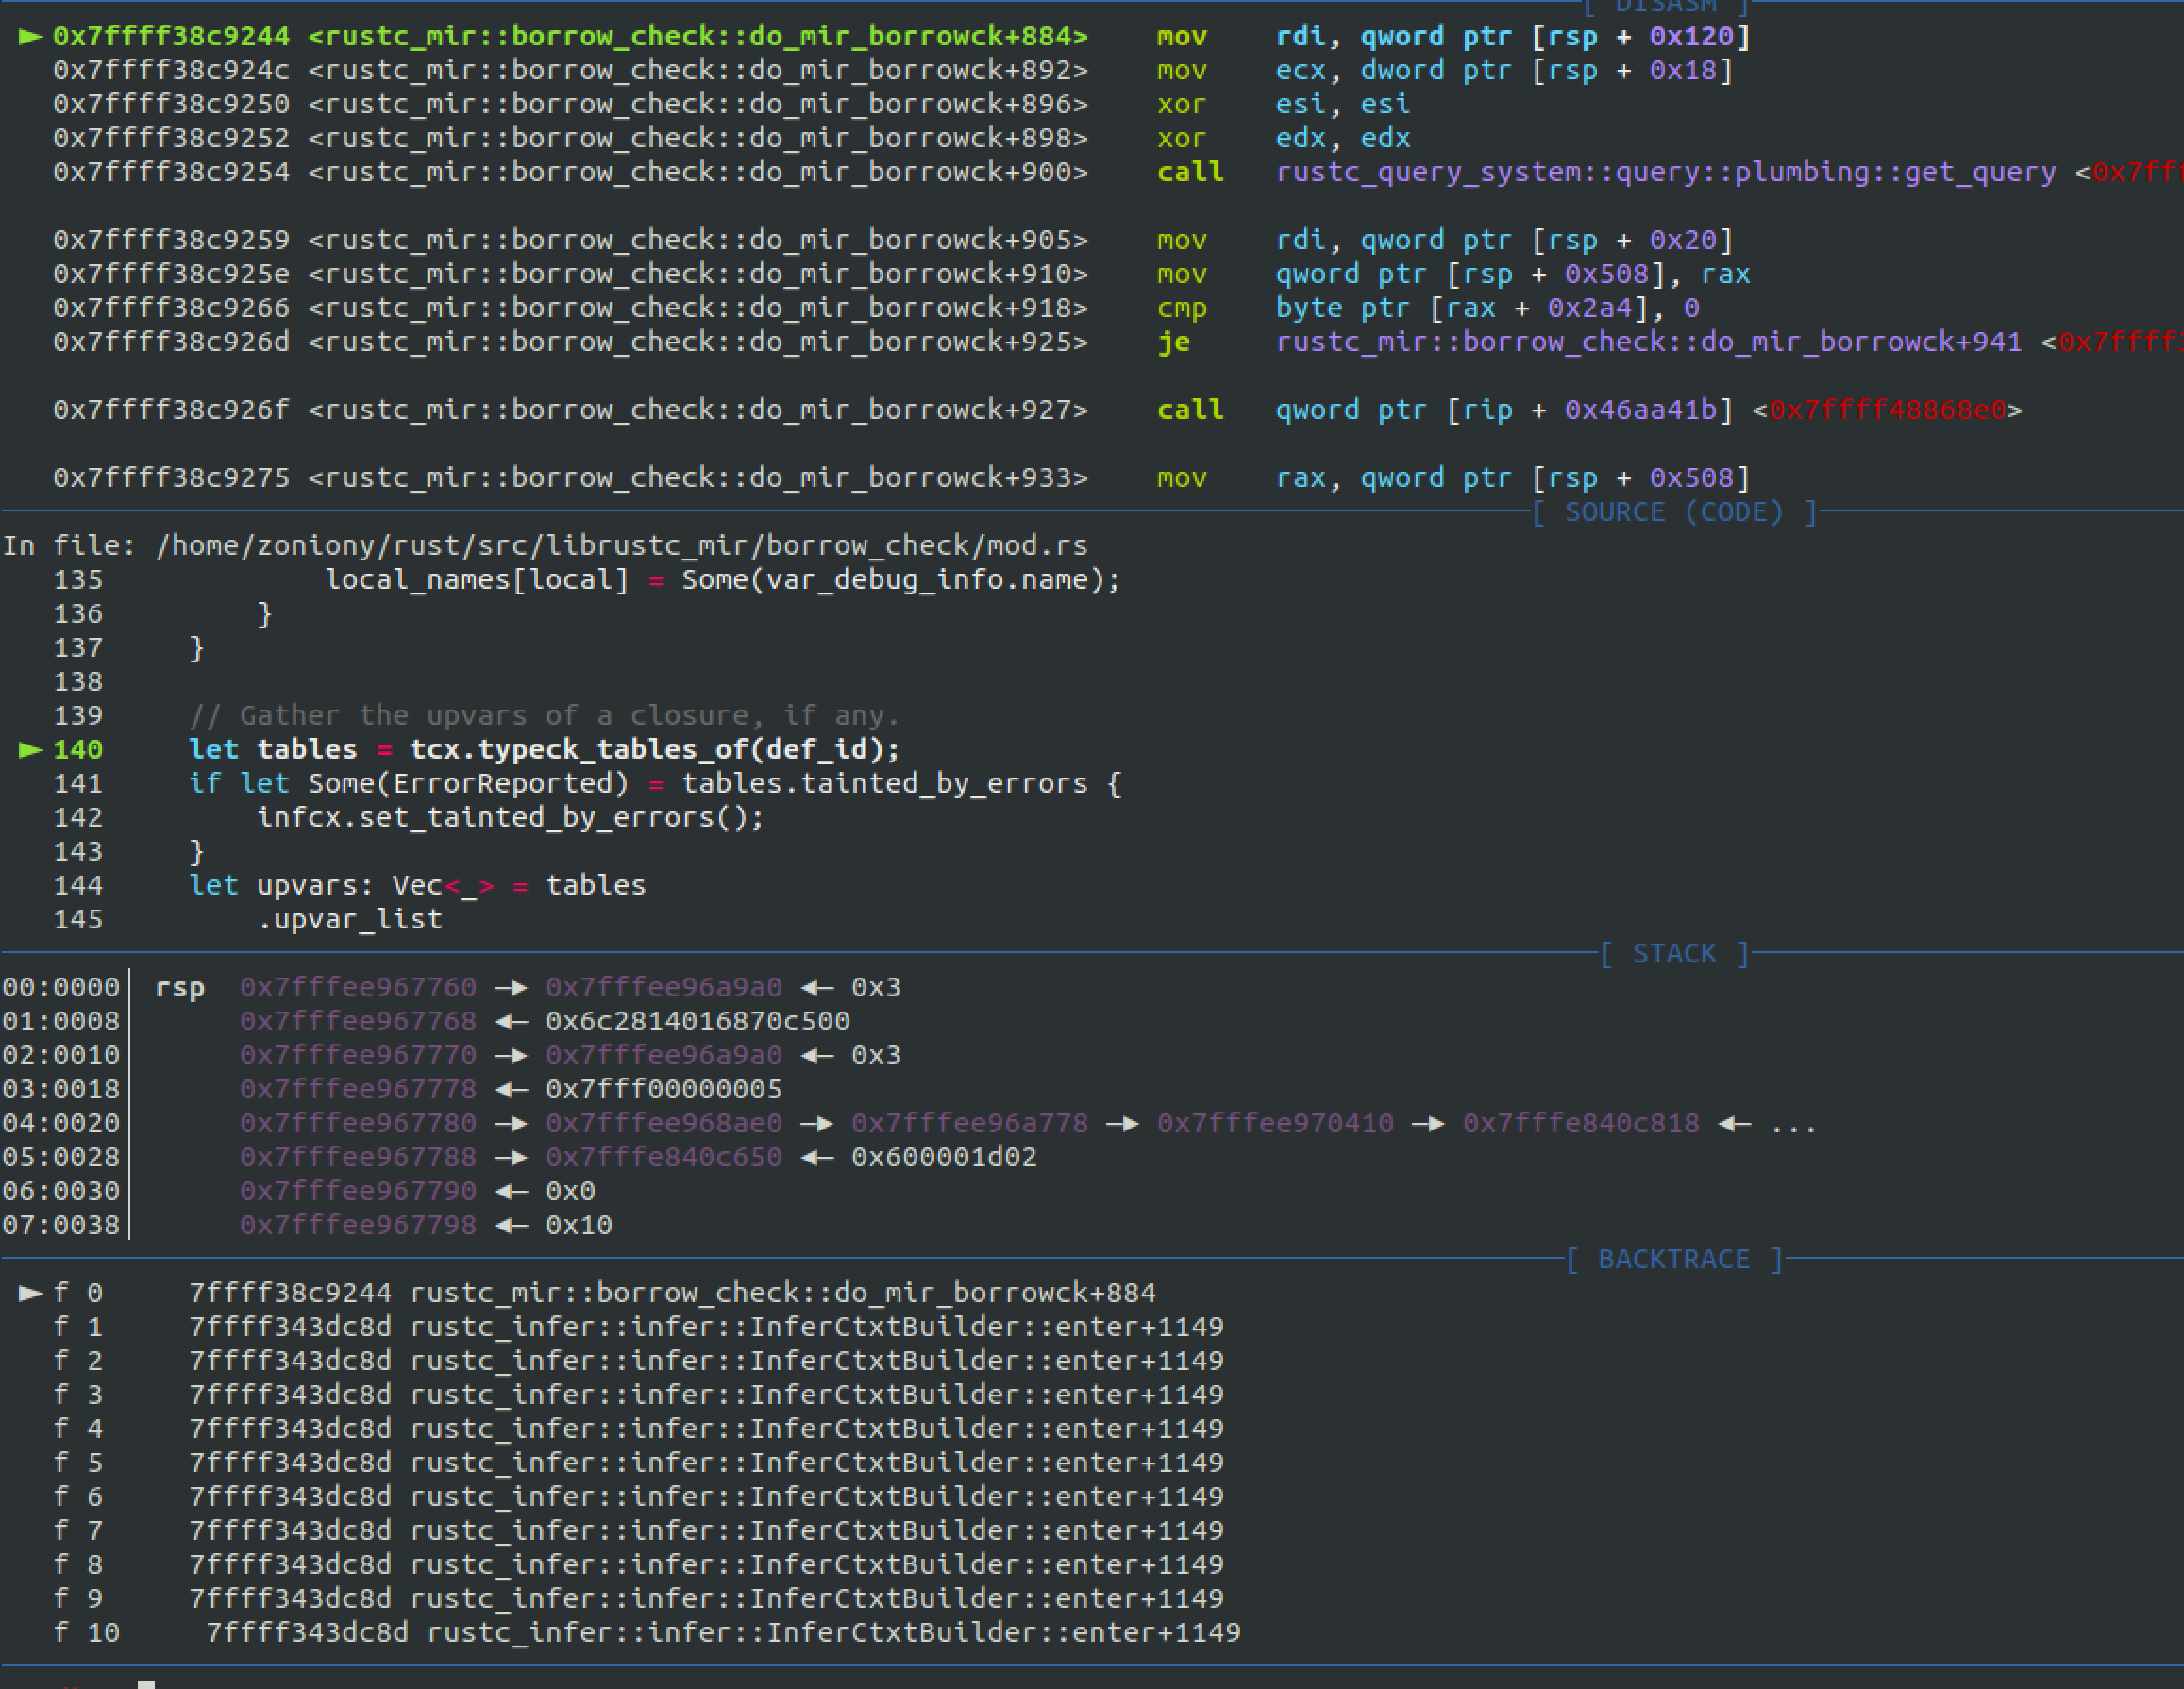 [ DISASM ]
► 0x7ffff38c9244 <rustc_mir::borrow_check::do_mir_borrowck+884> mov rdi, qword ptr [rsp + 0x120]
0x7ffff38c924c <rustc_mir::borrow_check::do_mir_borrowck+892> mov ecx, dword ptr [rsp + 0x18]
0x7ffff38c9250 <rustc_mir::borrow_check::do_mir_borrowck+896> xor esi, esi
0x7ffff38c9252 <rustc_mir::borrow_check::do_mir_borrowck+898> xor edx, edx
0x7ffff38c9254 <rustc_mir::borrow_check::do_mir_borrowck+900> call rustc_query_system::query::plumbing::get_query <0x7fff
0x7ffff38c9259 <rustc_mir::borrow_check::do_mir_borrowck+905> mov rdi, qword ptr [rsp + 0x20]
0x7ffff38c925e <rustc_mir::borrow_check::do_mir_borrowck+910> mov qword ptr [rsp + 0x508], rax
0x7ffff38c9266 <rustc_mir::borrow_check::do_mir_borrowck+918> cmp byte ptr [rax + 0x2a4], 0
0x7ffff38c926d <rustc_mir::borrow_check::do_mir_borrowck+925> je rustc_mir::borrow_check::do_mir_borrowck+941 <0x7ffff
0x7ffff38c926f <rustc_mir::borrow_check::do_mir_borrowck+927> call qword ptr [rip + 0x46aa41b] <0x7ffff48868e0>
0x7ffff38c9275 <rustc_mir::borrow_check::do_mir_borrowck+933> mov rax, qword ptr [rsp + 0x508]
[ SOURCE (CODE) ]
In file: /home/zoniony/rust/src/librustc_mir/borrow_check/mod.rs
135 local_names[local] = Some(var_debug_info.name);
136 }
137 }
138
139 // Gather the upvars of a closure, if any.
► 140 let tables = tcx.typeck_tables_of(def_id);
141 if let Some(ErrorReported) = tables.tainted_by_errors {
142 infcx.set_tainted_by_errors();
143 }
144 let upvars: Vec<_> = tables
145 .upvar_list
[ STACK ]
00:0000│ rsp 0x7fffee967760 —► 0x7fffee96a9a0 ◄— 0x3
01:0008│ 0x7fffee967768 ◄— 0x6c2814016870c500
02:0010│ 0x7fffee967770 —► 0x7fffee96a9a0 ◄— 0x3
03:0018│ 0x7fffee967778 ◄— 0x7fff00000005
04:0020│ 0x7fffee967780 —► 0x7fffee968ae0 —► 0x7fffee96a778 —► 0x7fffee970410 —► 0x7fffe840c818 ◄— ...
05:0028│ 0x7fffee967788 —► 0x7fffe840c650 ◄— 0x600001d02
06:0030│ 0x7fffee967790 ◄— 0x0
07:0038│ 0x7fffee967798 ◄— 0x10
[ BACKTRACE ]
► f 0 7ffff38c9244 rustc_mir::borrow_check::do_mir_borrowck+884
f 1 7ffff343dc8d rustc_infer::infer::InferCtxtBuilder::enter+1149
f 2 7ffff343dc8d rustc_infer::infer::InferCtxtBuilder::enter+1149
f 3 7ffff343dc8d rustc_infer::infer::InferCtxtBuilder::enter+1149
f 4 7ffff343dc8d rustc_infer::infer::InferCtxtBuilder::enter+1149
f 5 7ffff343dc8d rustc_infer::infer::InferCtxtBuilder::enter+1149
f 6 7ffff343dc8d rustc_infer::infer::InferCtxtBuilder::enter+1149
f 7 7ffff343dc8d rustc_infer::infer::InferCtxtBuilder::enter+1149
f 8 7ffff343dc8d rustc_infer::infer::InferCtxtBuilder::enter+1149
f 9 7ffff343dc8d rustc_infer::infer::InferCtxtBuilder::enter+1149
f 10 7ffff343dc8d rustc_infer::infer::InferCtxtBuilder::enter+1149